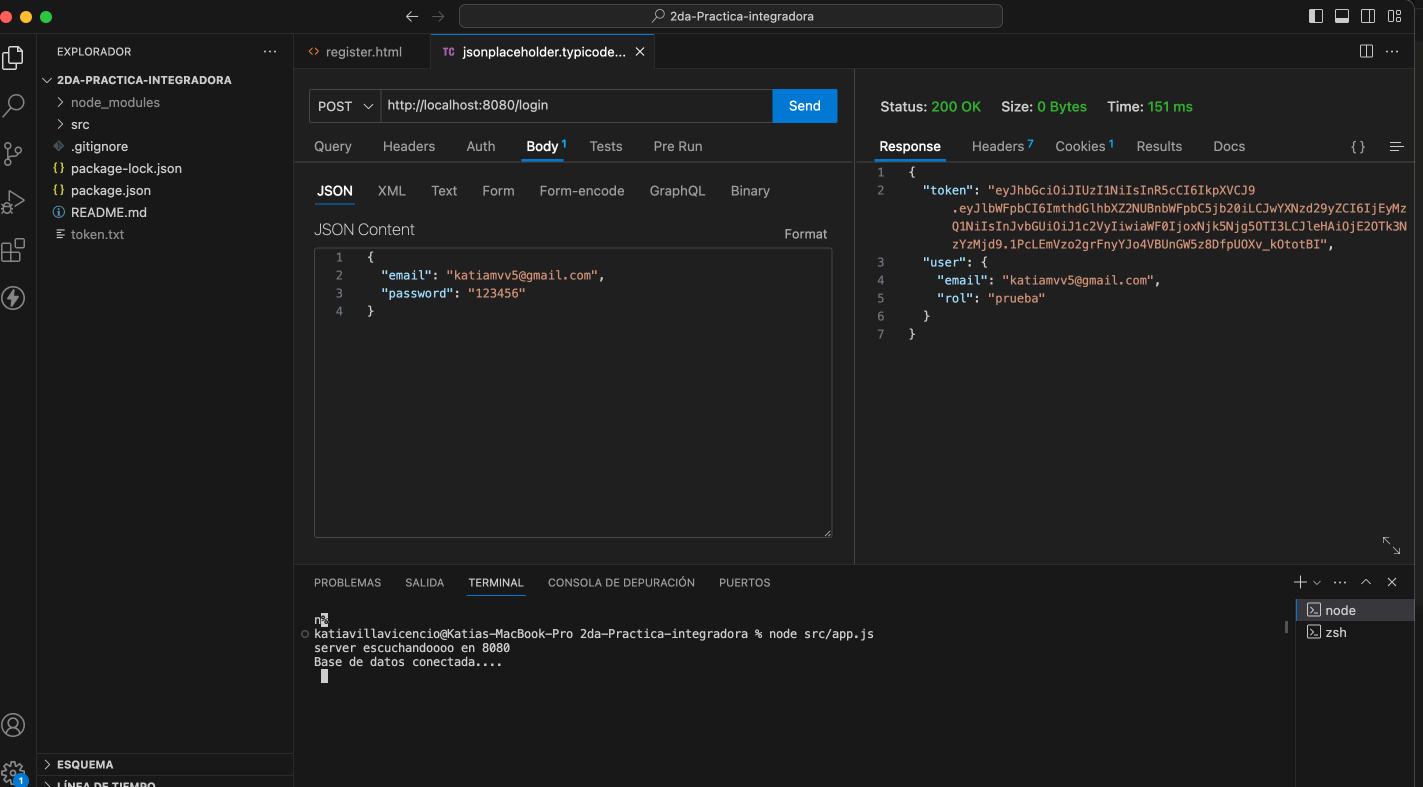 2da-Practica-integradora
EXPLORADOR
2DA-PRACTICA-INTEGRADORA
node_modules
src
.gitignore
package-lock.json
package.json
README.md
token.txt
ESQUEMA
LÍNEA DE TIEMPO
1
register.html
TC jsonplaceholder.typicode...
POST http://localhost:8080/login Send
Query Headers Auth Body 1 Tests Pre Run
JSON XML Text Form Form-encode GraphQL Binary
JSON Content Format
1 {
2 "email": "katiamvv5@gmail.com",
3 "password": "123456"
4 }
Status: 200 OK Size: 0 Bytes Time: 151 ms
Response Headers 7 Cookies 1 Results Docs { }
1 {
2 "token": "eyJhbGciOiJIUzI1NiIsInR5cCI6IkpXVCJ9
.eyJlbWFpbCI6ImthdGlhbXZ2NUBnbWFpbC5jb20iLCJwYXNzd29yZCI6IjEyMz
Q1NiIsInJvbGUiOiJ1c2VyIiwiaWF0IjoxNjk5Njg5OTI3LCJleHAiOjE2OTk3N
zYzMjd9.1PcLEmVzo2grFnyYJo4VBUnGW5z8DfpUOXv_kOtotBI",
3 "user": {
4 "email": "katiamvv5@gmail.com",
5 "rol": "prueba"
6 }
7 }
PROBLEMAS SALIDA TERMINAL CONSOLA DE DEPURACIÓN PUERTOS
n%
katiavillavicencio@Katias-MacBook-Pro 2da-Practica-integradora % node src/app.js
server escuchandoooo en 8080
Base de datos conectada....
node
zsh